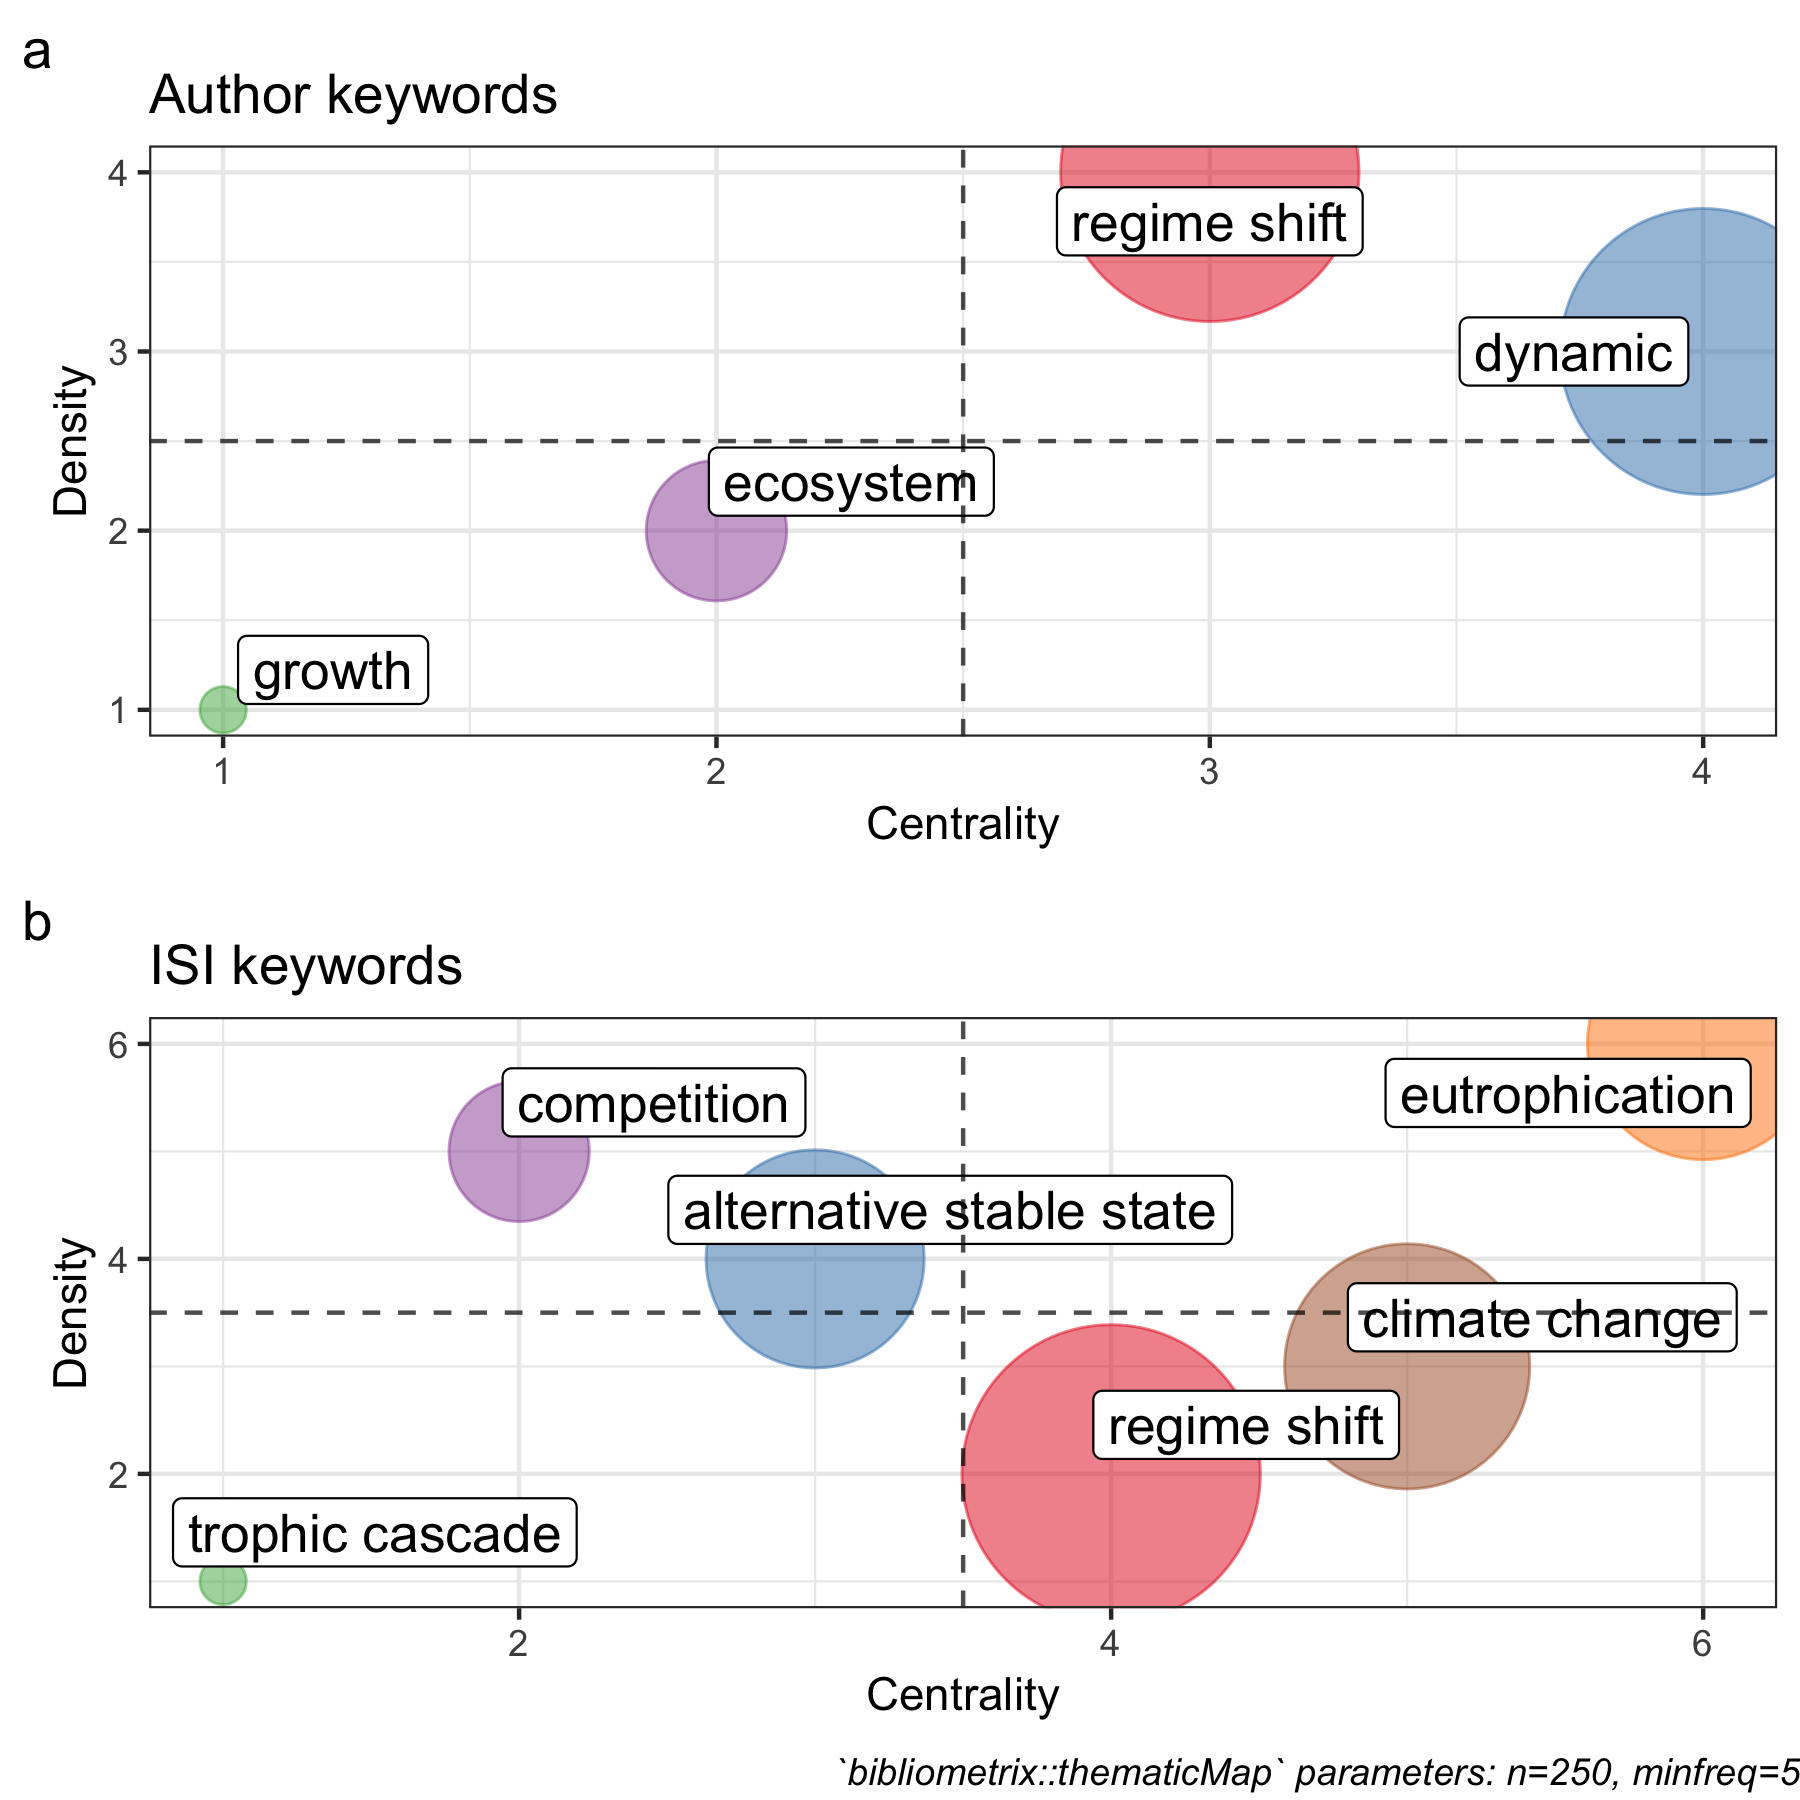 a
Author keywords
4
regime shift
dynamic
3
Density
ecosystem
2
growth
1
1 2 3 4
Centrality
b
ISI keywords
6
competition
eutrophication
alternative stable state
4
Density
climate change
regime shift
2
trophic cascade
2 4 6
Centrality
`bibliometrix::thematicMap` parameters: n=250, minfreq=5